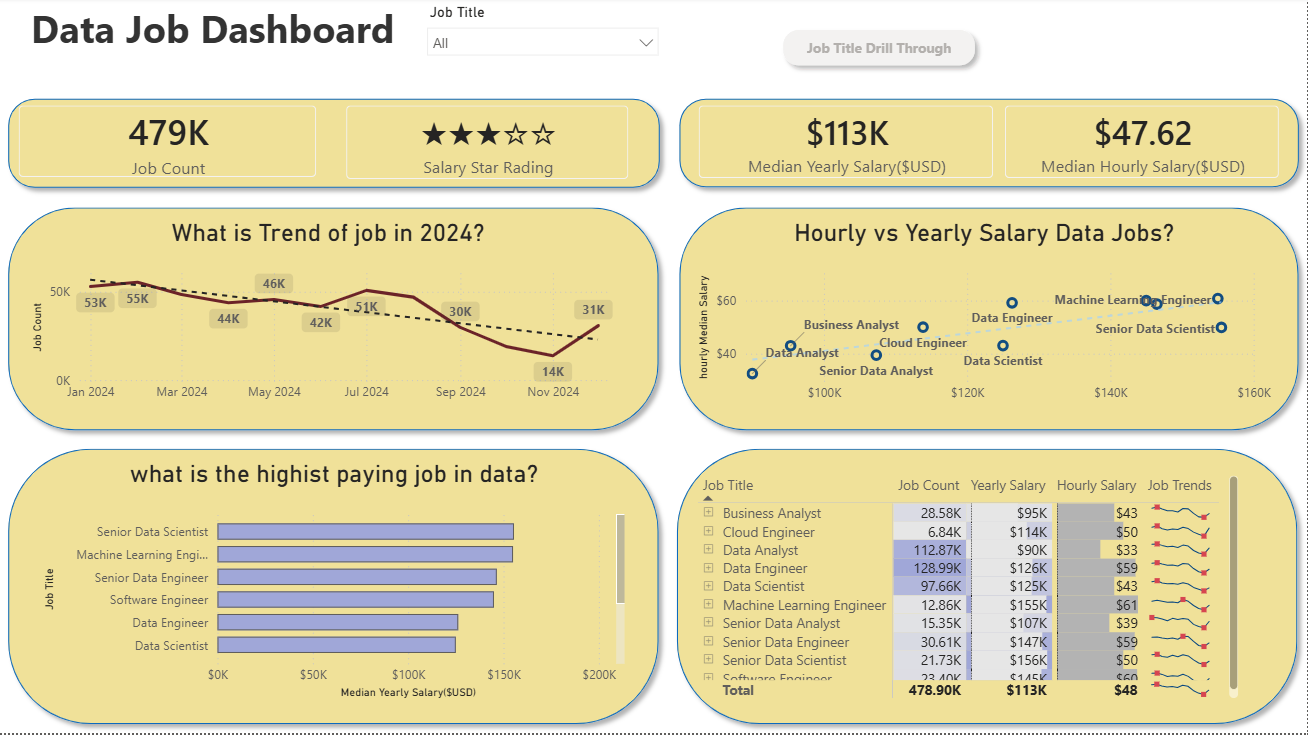 Data Job Dashboard
Job Title
All
Job Title Drill Through
479K
Job Count
★★★☆☆
Salary Star Rading
$113K
Median Yearly Salary($USD)
$47.62
Median Hourly Salary($USD)
What is Trend of job in 2024?
Job Count
50K
0K
53K
55K
44K
46K
42K
51K
30K
14K
31K
Jan 2024
Mar 2024
May 2024
Jul 2024
Sep 2024
Nov 2024
Hourly vs Yearly Salary Data Jobs?
hourly Median Salary
$60
$40
Machine Learning Engineer
Data Engineer
Senior Data Scientist
Business Analyst
Cloud Engineer
Data Analyst
Data Scientist
Senior Data Analyst
$100K
$120K
$140K
$160K
what is the highist paying job in data?
Job Title
Senior Data Scientist
Machine Learning Engi...
Senior Data Engineer
Software Engineer
Data Engineer
Data Scientist
$0K
$50K
$100K
$150K
$200K
Median Yearly Salary($USD)
Job Title Job Count Yearly Salary Hourly Salary Job Trends
Business Analyst 28.58K $95K $43
Cloud Engineer 6.84K $114K $50
Data Analyst 112.87K $90K $33
Data Engineer 128.99K $126K $59
Data Scientist 97.66K $125K $43
Machine Learning Engineer 12.86K $155K $61
Senior Data Analyst 15.35K $107K $39
Senior Data Engineer 30.61K $147K $59
Senior Data Scientist 21.73K $156K $50
Software Engineer 23.40K $145K $60
Total 478.90K $113K $48